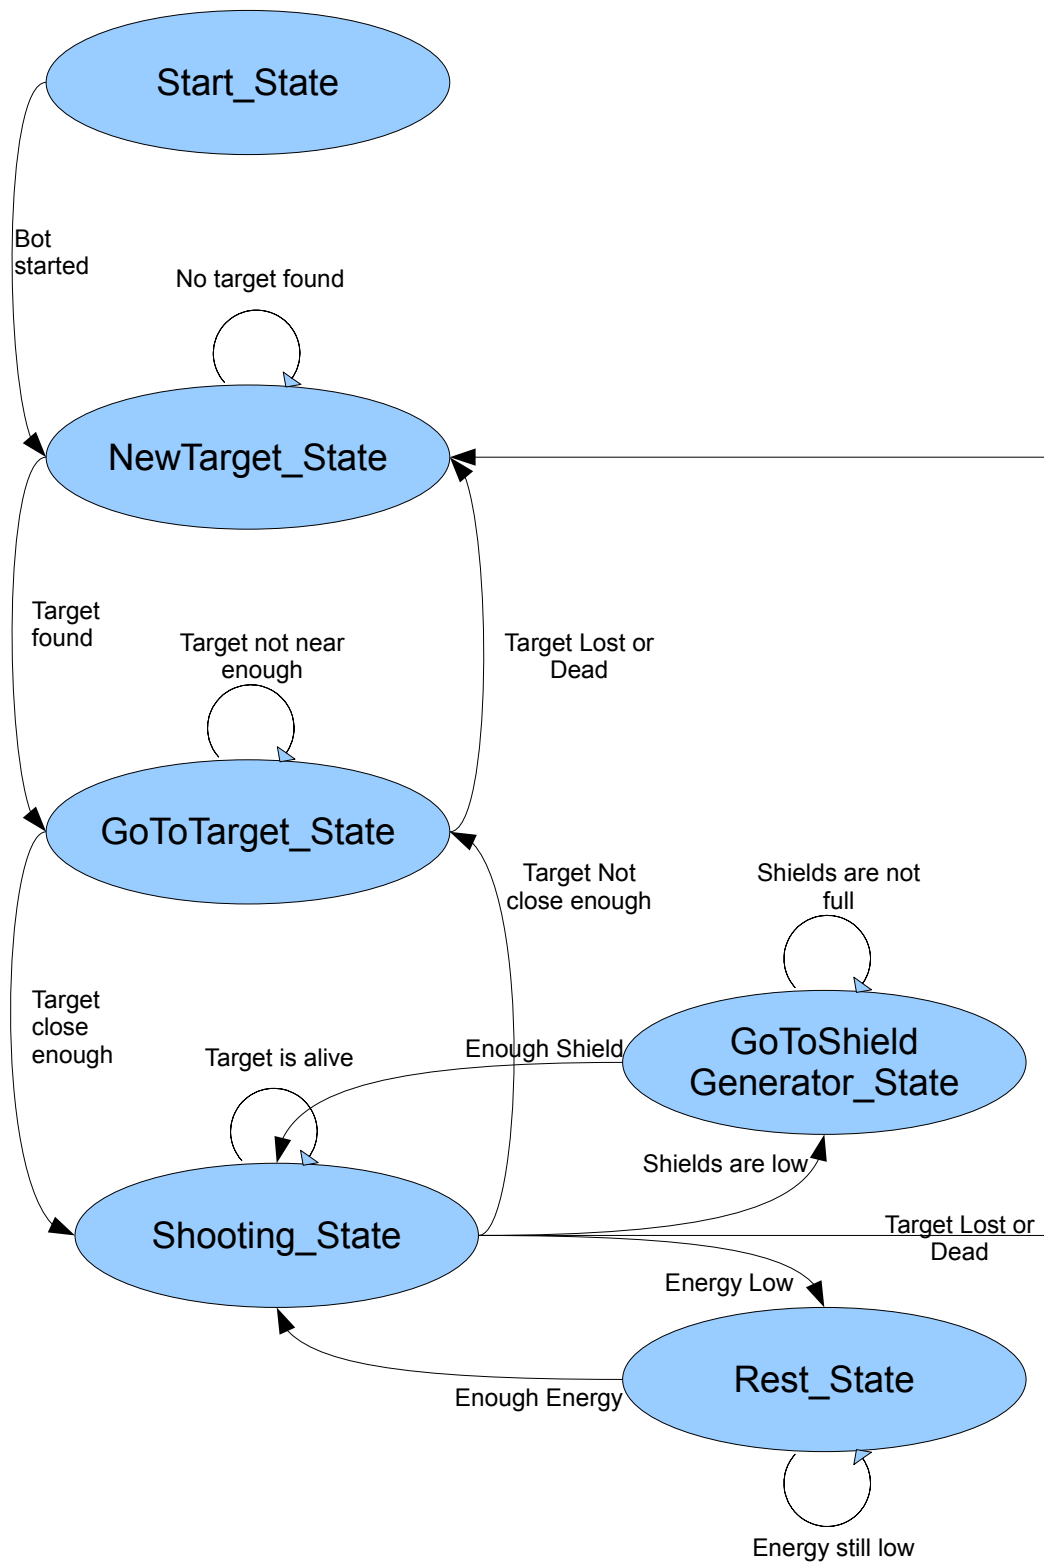 Start_State
Bot
started
No target found
NewTarget_State
Target
found
Target not near
enough
Target Lost or
Dead
GoToTarget_State
Target Not
close enough
Shields are not
full
Target
close
enough
Target is alive
Enough Shield
GoToShield
Generator_State
Shields are low
Shooting_State
Target Lost or
Dead
Energy Low
Rest_State
Enough Energy
Energy still low